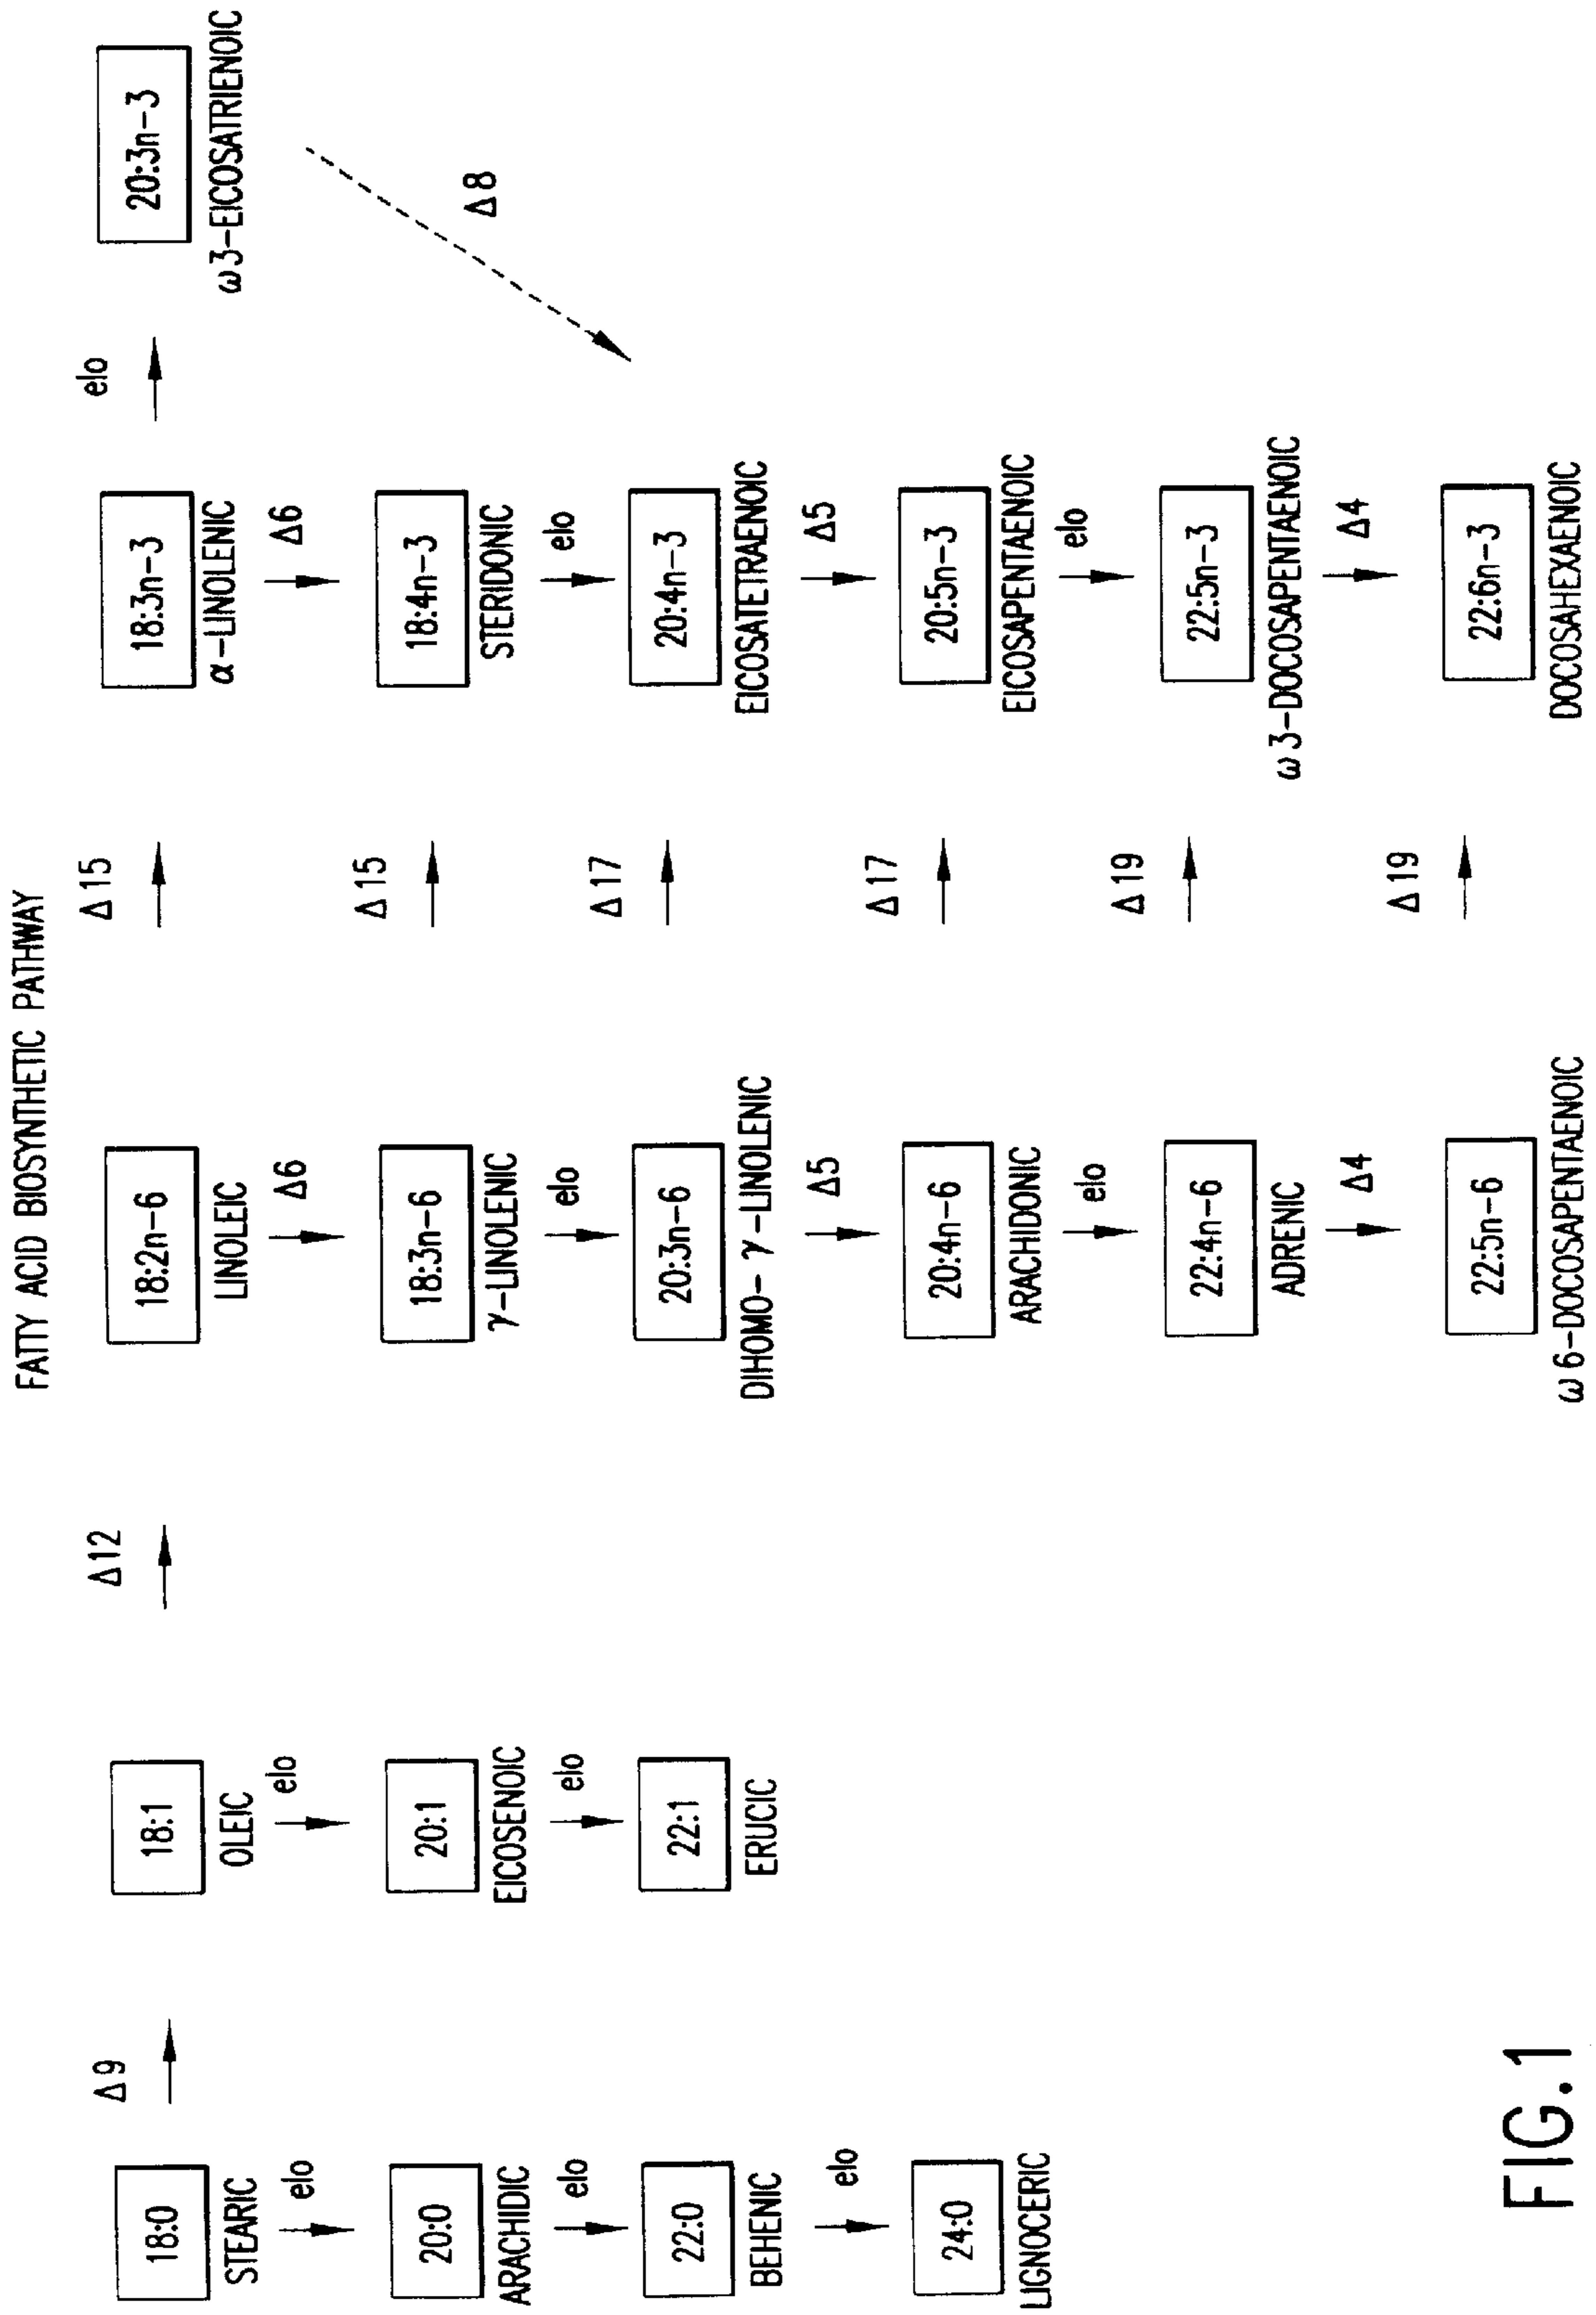 FATTY ACID BIOSYNTHETIC PATHWAY
Δ9
Δ12
Δ15
elo
18:0
18:1
18:2n-6
18:3n-3
20:3n-3
STEARIC
OLEIC
LINOLEIC
α-LINOLENIC
ω3-EICOSATRIENOIC
elo
elo
Δ6
Δ6
Δ15
Δ8
20:0
20:1
18:3n-6
18:4n-3
ARACHIDIC
EICOSENOIC
γ-LINOLENIC
STERIDONIC
elo
elo
elo
elo
Δ17
22:0
22:1
20:3n-6
20:4n-3
BEHENIC
ERUCIC
DIHOMO- γ -LINOLENIC
EICOSATETRAENOIC
elo
Δ5
Δ5
Δ17
24:0
20:4n-6
20:5n-3
LIGNOCERIC
ARACHIDONIC
EICOSAPENTAENOIC
elo
elo
Δ19
22:4n-6
22:5n-3
ADRENIC
ω3-DOCOSAPENTAENOIC
Δ4
Δ4
Δ19
22:5n-6
22:6n-3
ω6-DOCOSAPENTAENOIC
DOCOSAHEXAENOIC
FIG.1